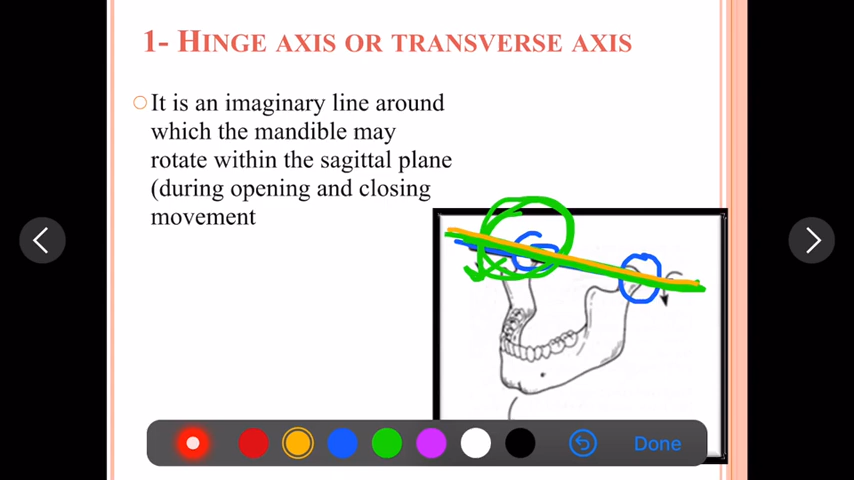 1- HINGE AXIS OR TRANSVERSE AXIS
It is an imaginary line around
which the mandible may
rotate within the sagittal plane
(during opening and closing
movement
Done